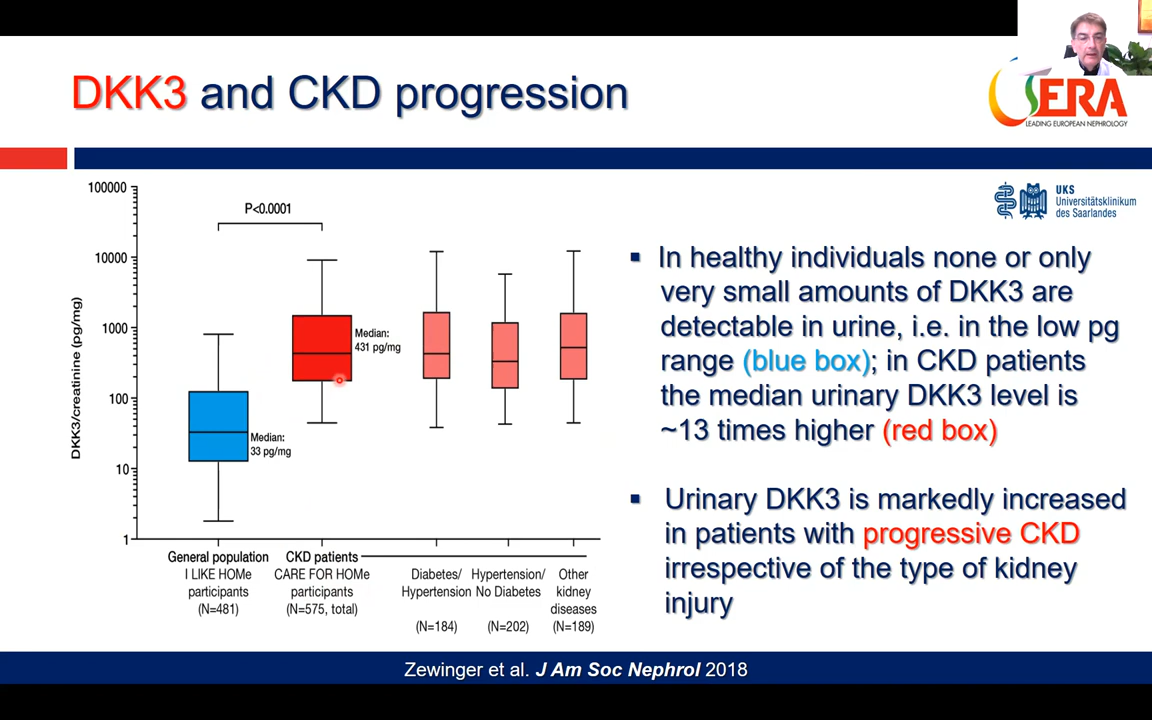 DKK3 and CKD progression
ERA
LEADING EUROPEAN NEPHROLOGY
UKS
Universitätsklinikum
des Saarlandes
DKK3/creatinine (pg/mg)
100000
10000
1000
100
10
1
P<0.0001
Median:
33 pg/mg
Median:
431 pg/mg
General population
I LIKE HOMe
participants
(N=481)
CKD patients
CARE FOR HOMe
participants
(N=575, total)
Diabetes/
Hypertension
(N=184)
Hypertension/
No Diabetes
(N=202)
Other
kidney
diseases
(N=189)
▪ In healthy individuals none or only
very small amounts of DKK3 are
detectable in urine, i.e. in the low pg
range (blue box); in CKD patients
the median urinary DKK3 level is
~13 times higher (red box)
▪ Urinary DKK3 is markedly increased
in patients with progressive CKD
irrespective of the type of kidney
injury
Zewinger et al. J Am Soc Nephrol 2018